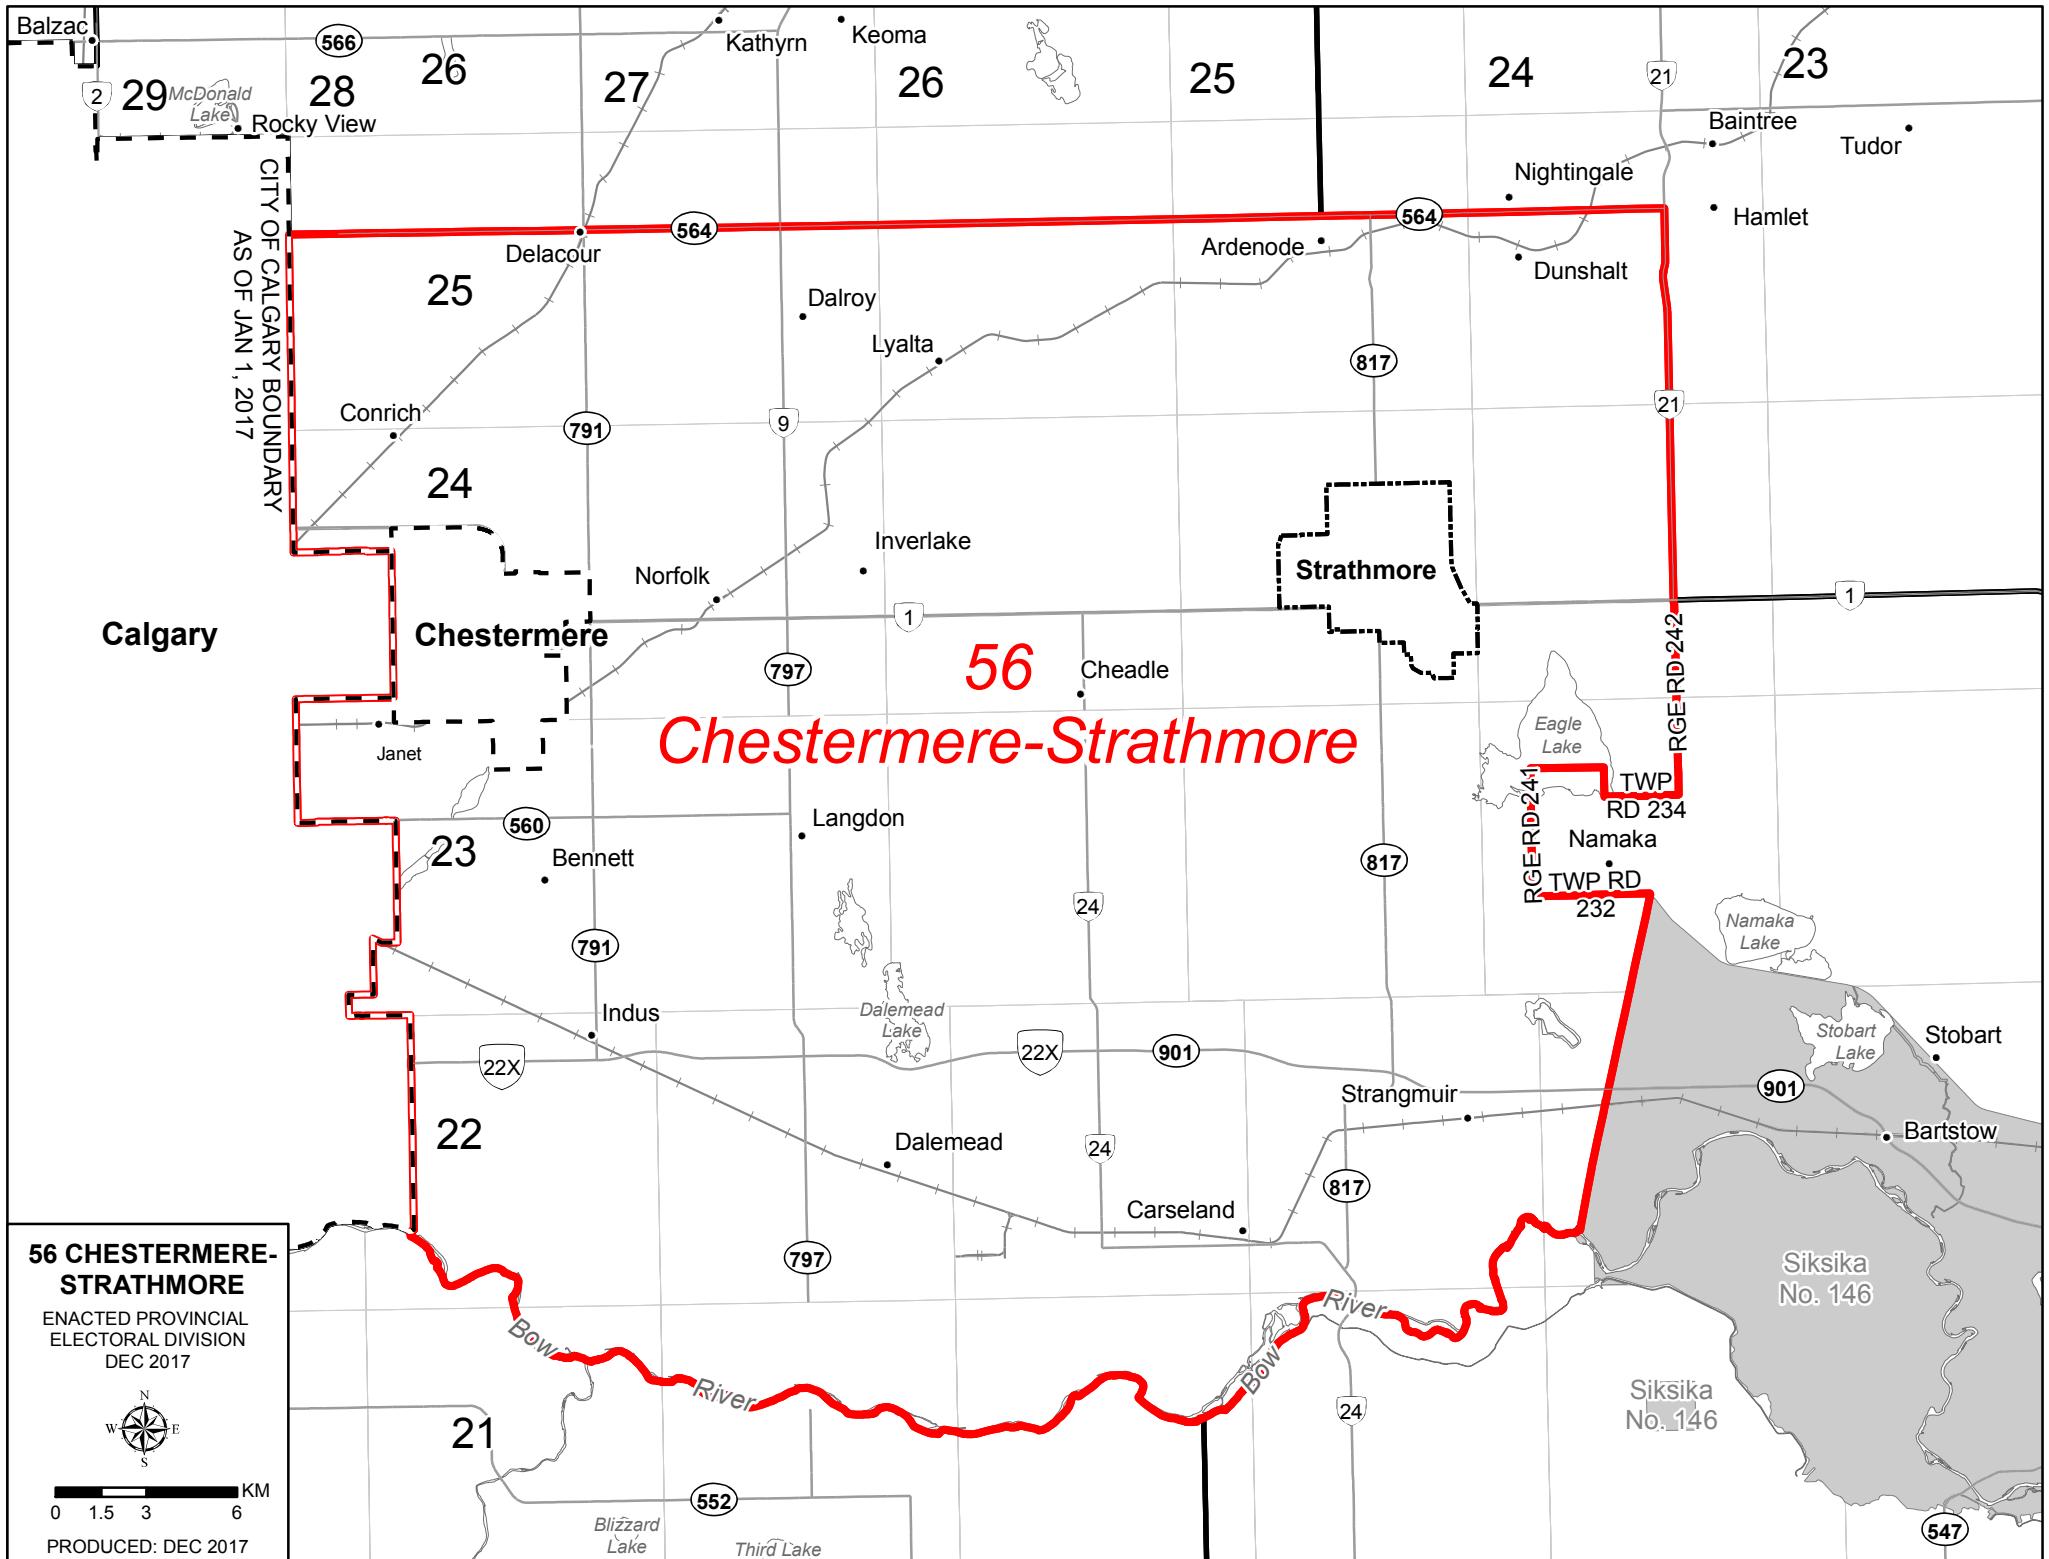 Balzac
566
Kathyrn
Keoma
26
27
26
25
24
21
23
2
29
McDonald
Lake
28
Rocky View
Baintree
Tudor
Nightingale
CITY OF CALGARY BOUNDARY
AS OF JAN 1, 2017
564
564
Hamlet
Delacour
Ardenode
Dunshalt
25
Dalroy
Lyalta
817
Conrich
791
9
21
24
Inverlake
Norfolk
Strathmore
1
1
Calgary
Chestermere
56
Cheadle
797
RGE RD 242
Chestermere-Strathmore
Eagle
Lake
Janet
RGE RD 241
TWP
RD 234
560
Langdon
Namaka
23
Bennett
817
TWP RD
232
24
Namaka
Lake
791
Dalemead
Lake
Indus
Stobart
Lake
Stobart
22X
22X
901
901
Strangmuir
22
Dalemead
24
Bartstow
817
Carseland
797
Siksika
No. 146
Bow
River
Bow
River
Siksika
No. 146
24
21
552
547
Blizzard
Lake
Third Lake
56 CHESTERMERE-
STRATHMORE
ENACTED PROVINCIAL
ELECTORAL DIVISION
DEC 2017
N
W E
S
KM
0 1.5 3 6
PRODUCED: DEC 2017